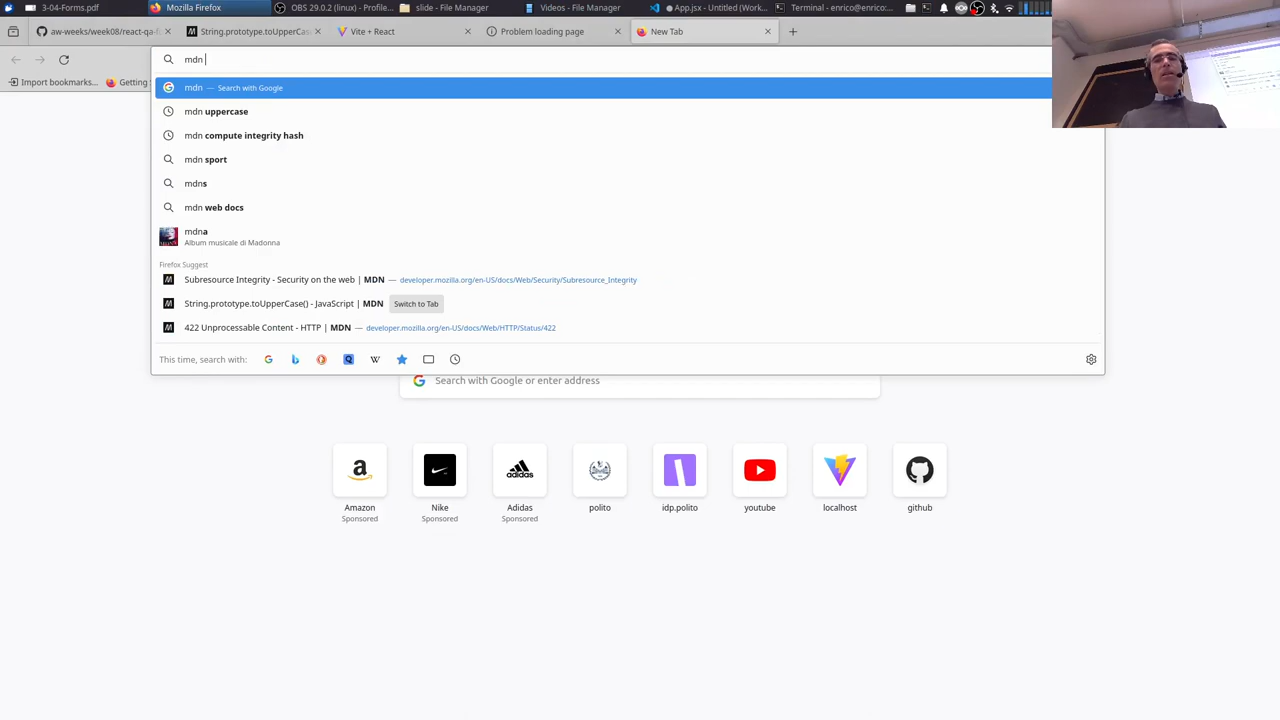 3-04-Forms.pdf
Mozilla Firefox
OBS 29.0.2 (linux) - Profile...
slide - File Manager
Videos - File Manager
● App.jsx - Untitled (Work...
Terminal - enrico@enrico:...
aw-weeks/week08/react-qa-f
String.prototype.toUpperCas
Vite + React
Problem loading page
New Tab
mdn
Import bookmarks...
Getting S
mdn — Search with Google
mdn uppercase
mdn compute integrity hash
mdn sport
mdns
mdn web docs
mdna
Album musicale di Madonna
Firefox Suggest
Subresource Integrity - Security on the web | MDN — developer.mozilla.org/en-US/docs/Web/Security/Subresource_Integrity
String.prototype.toUpperCase() - JavaScript | MDN Switch to Tab
422 Unprocessable Content - HTTP | MDN — developer.mozilla.org/en-US/docs/Web/HTTP/Status/422
This time, search with:
Search with Google or enter address
Amazon
Sponsored
Nike
Sponsored
Adidas
Sponsored
polito
idp.polito
youtube
localhost
github